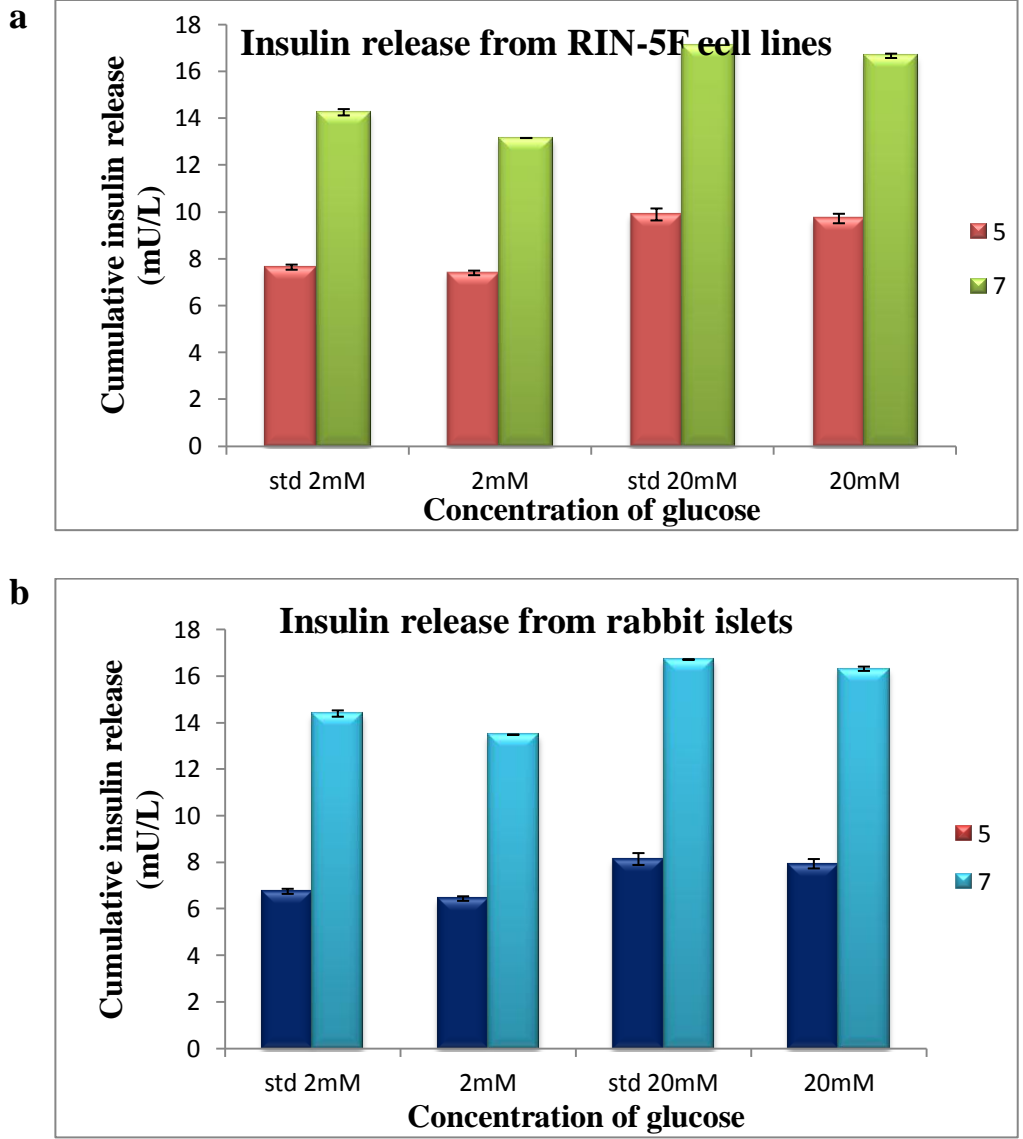 a
Insulin release from RIN-5F cell lines
Cumulative insulin release
(mU/L)
18
16
14
12
10
8
6
4
2
0
std 2mM 2mM std 20mM 20mM
Concentration of glucose
5
7
b
Insulin release from rabbit islets
Cumulative insulin release
(mU/L)
18
16
14
12
10
8
6
4
2
0
std 2mM 2mM std 20mM 20mM
Concentration of glucose
5
7